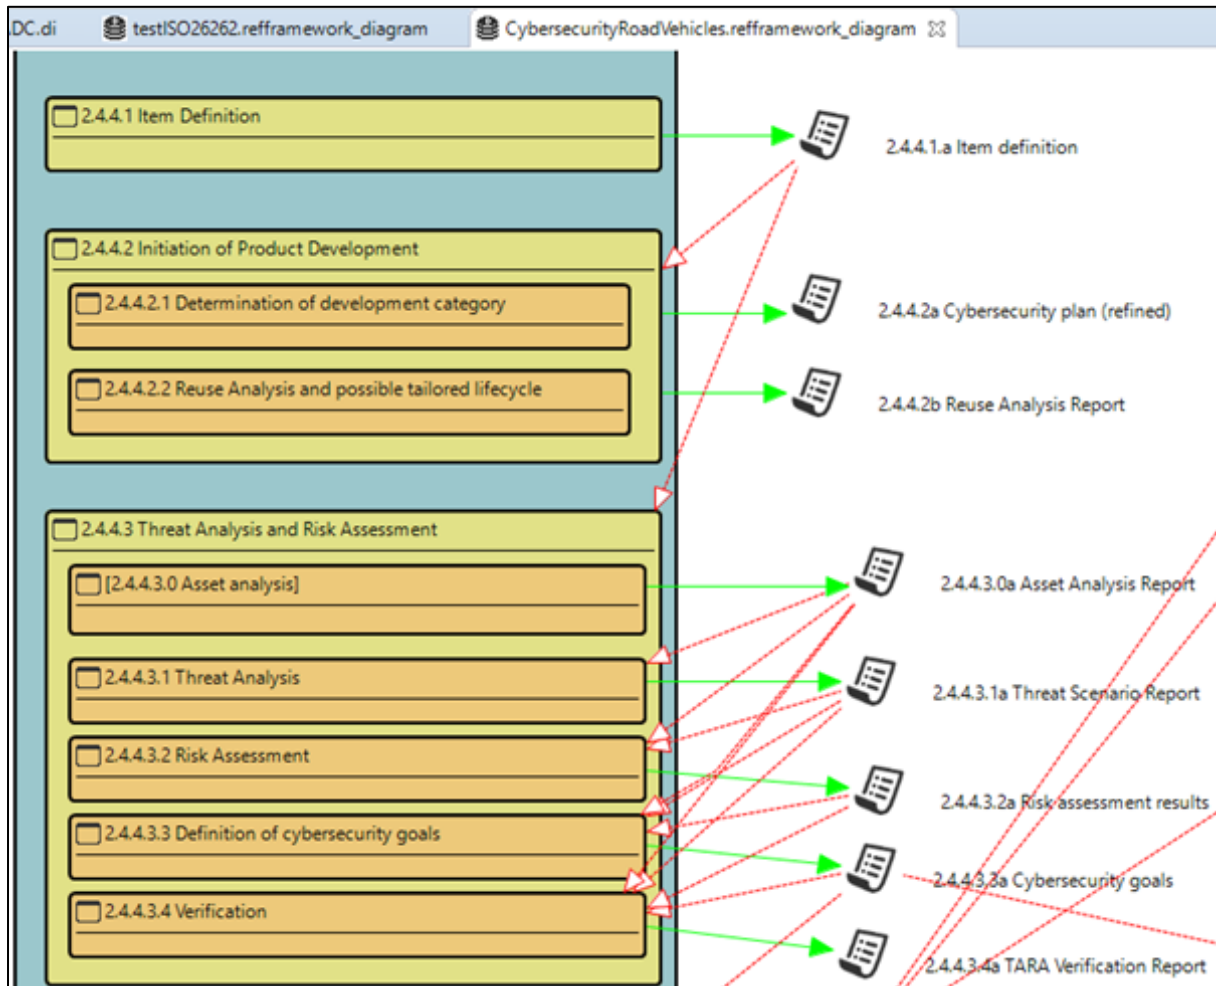 DC.di
testISO26262.refframework_diagram
CybersecurityRoadVehicles.refframework_diagram
2.4.4.1 Item Definition
2.4.4.1.a Item definition
2.4.4.2 Initiation of Product Development
2.4.4.2.1 Determination of development category
2.4.4.2a Cybersecurity plan (refined)
2.4.4.2.2 Reuse Analysis and possible tailored lifecycle
2.4.4.2b Reuse Analysis Report
2.4.4.3 Threat Analysis and Risk Assessment
[2.4.4.3.0 Asset analysis]
2.4.4.3.0a Asset Analysis Report
2.4.4.3.1 Threat Analysis
2.4.4.3.1a Threat Scenario Report
2.4.4.3.2 Risk Assessment
2.4.4.3.2a Risk assessment results
2.4.4.3.3 Definition of cybersecurity goals
2.4.4.3.3a Cybersecurity goals
2.4.4.3.4 Verification
2.4.4.3.4a TARA Verification Report